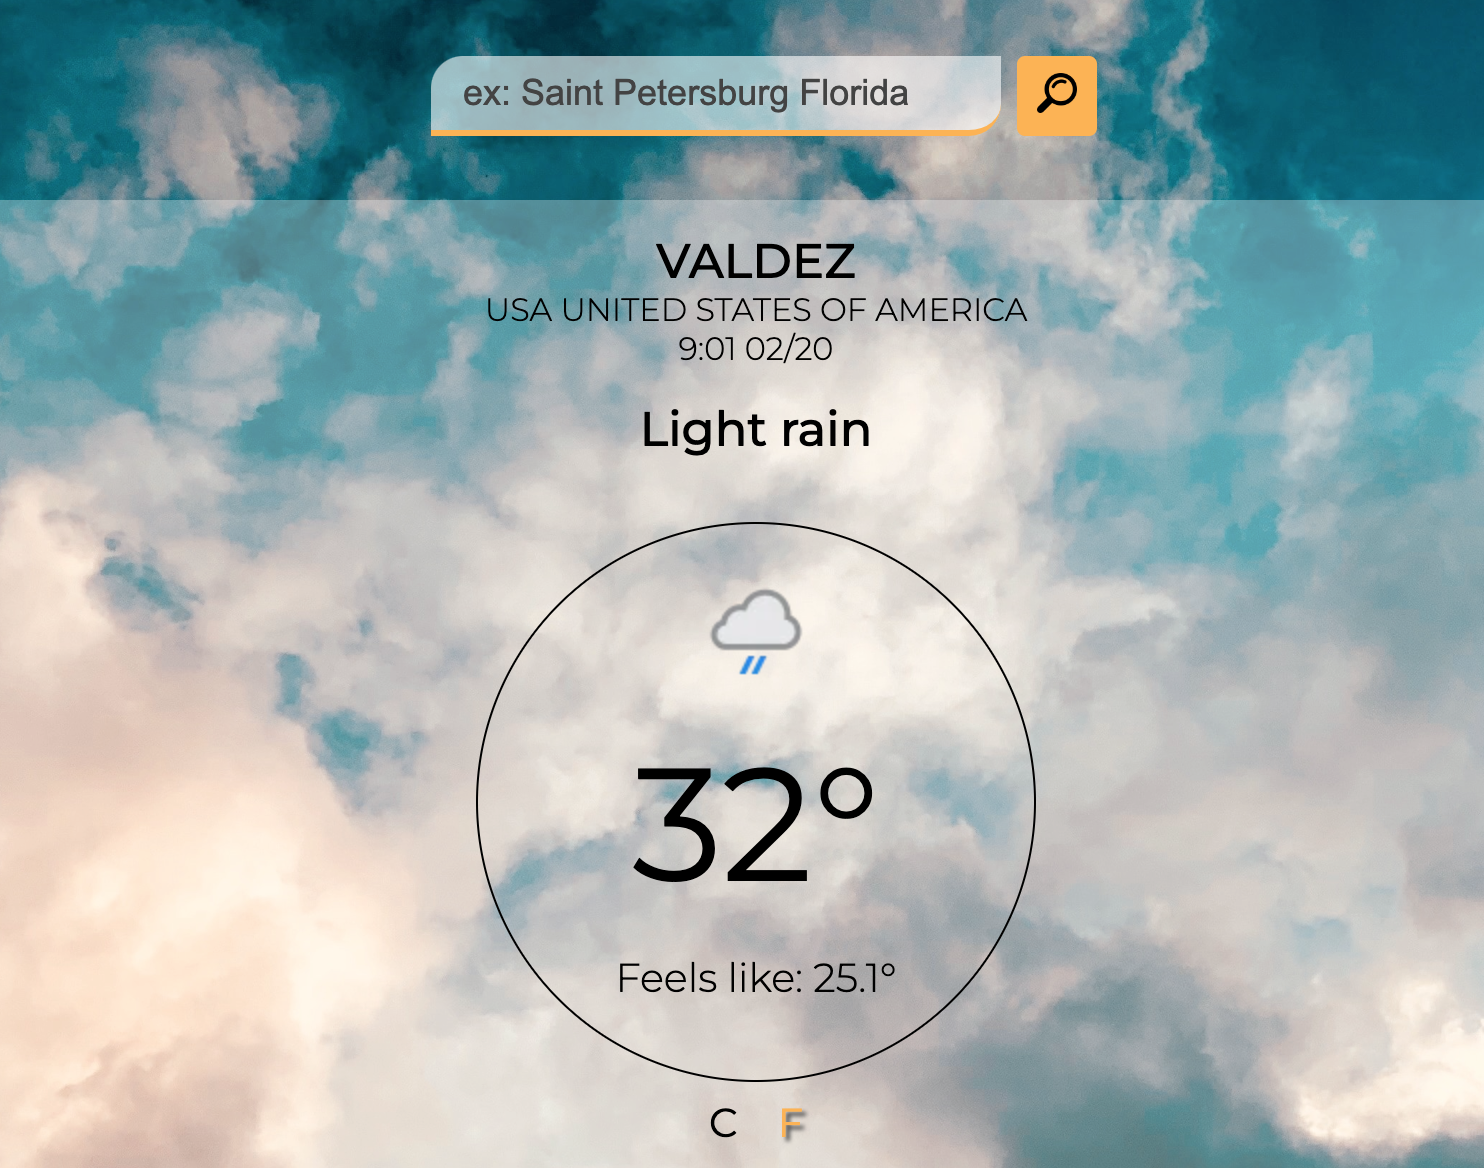 ex: Saint Petersburg Florida
VALDEZ
USA UNITED STATES OF AMERICA
9:01 02/20
Light rain
32°
Feels like: 25.1°
C F